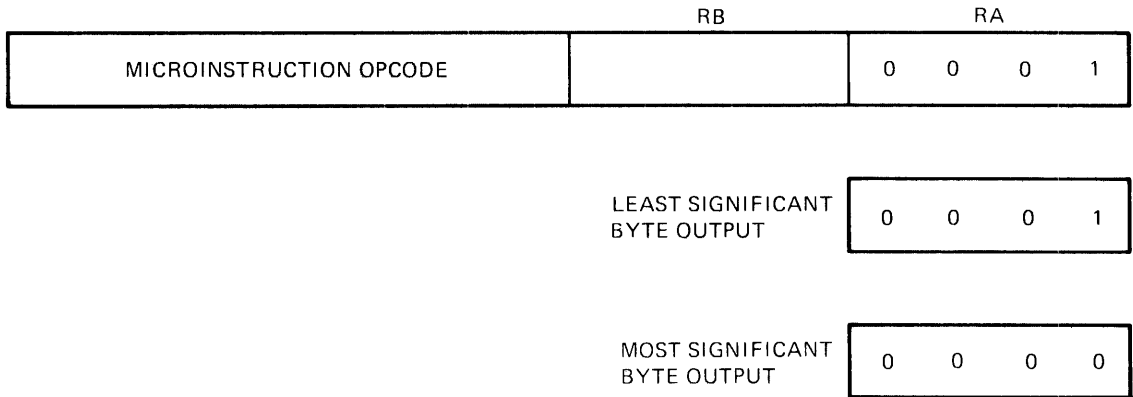 RB RA
MICROINSTRUCTION OPCODE 0 0 0 1
LEAST SIGNIFICANT
BYTE OUTPUT 0 0 0 1
MOST SIGNIFICANT
BYTE OUTPUT 0 0 0 0